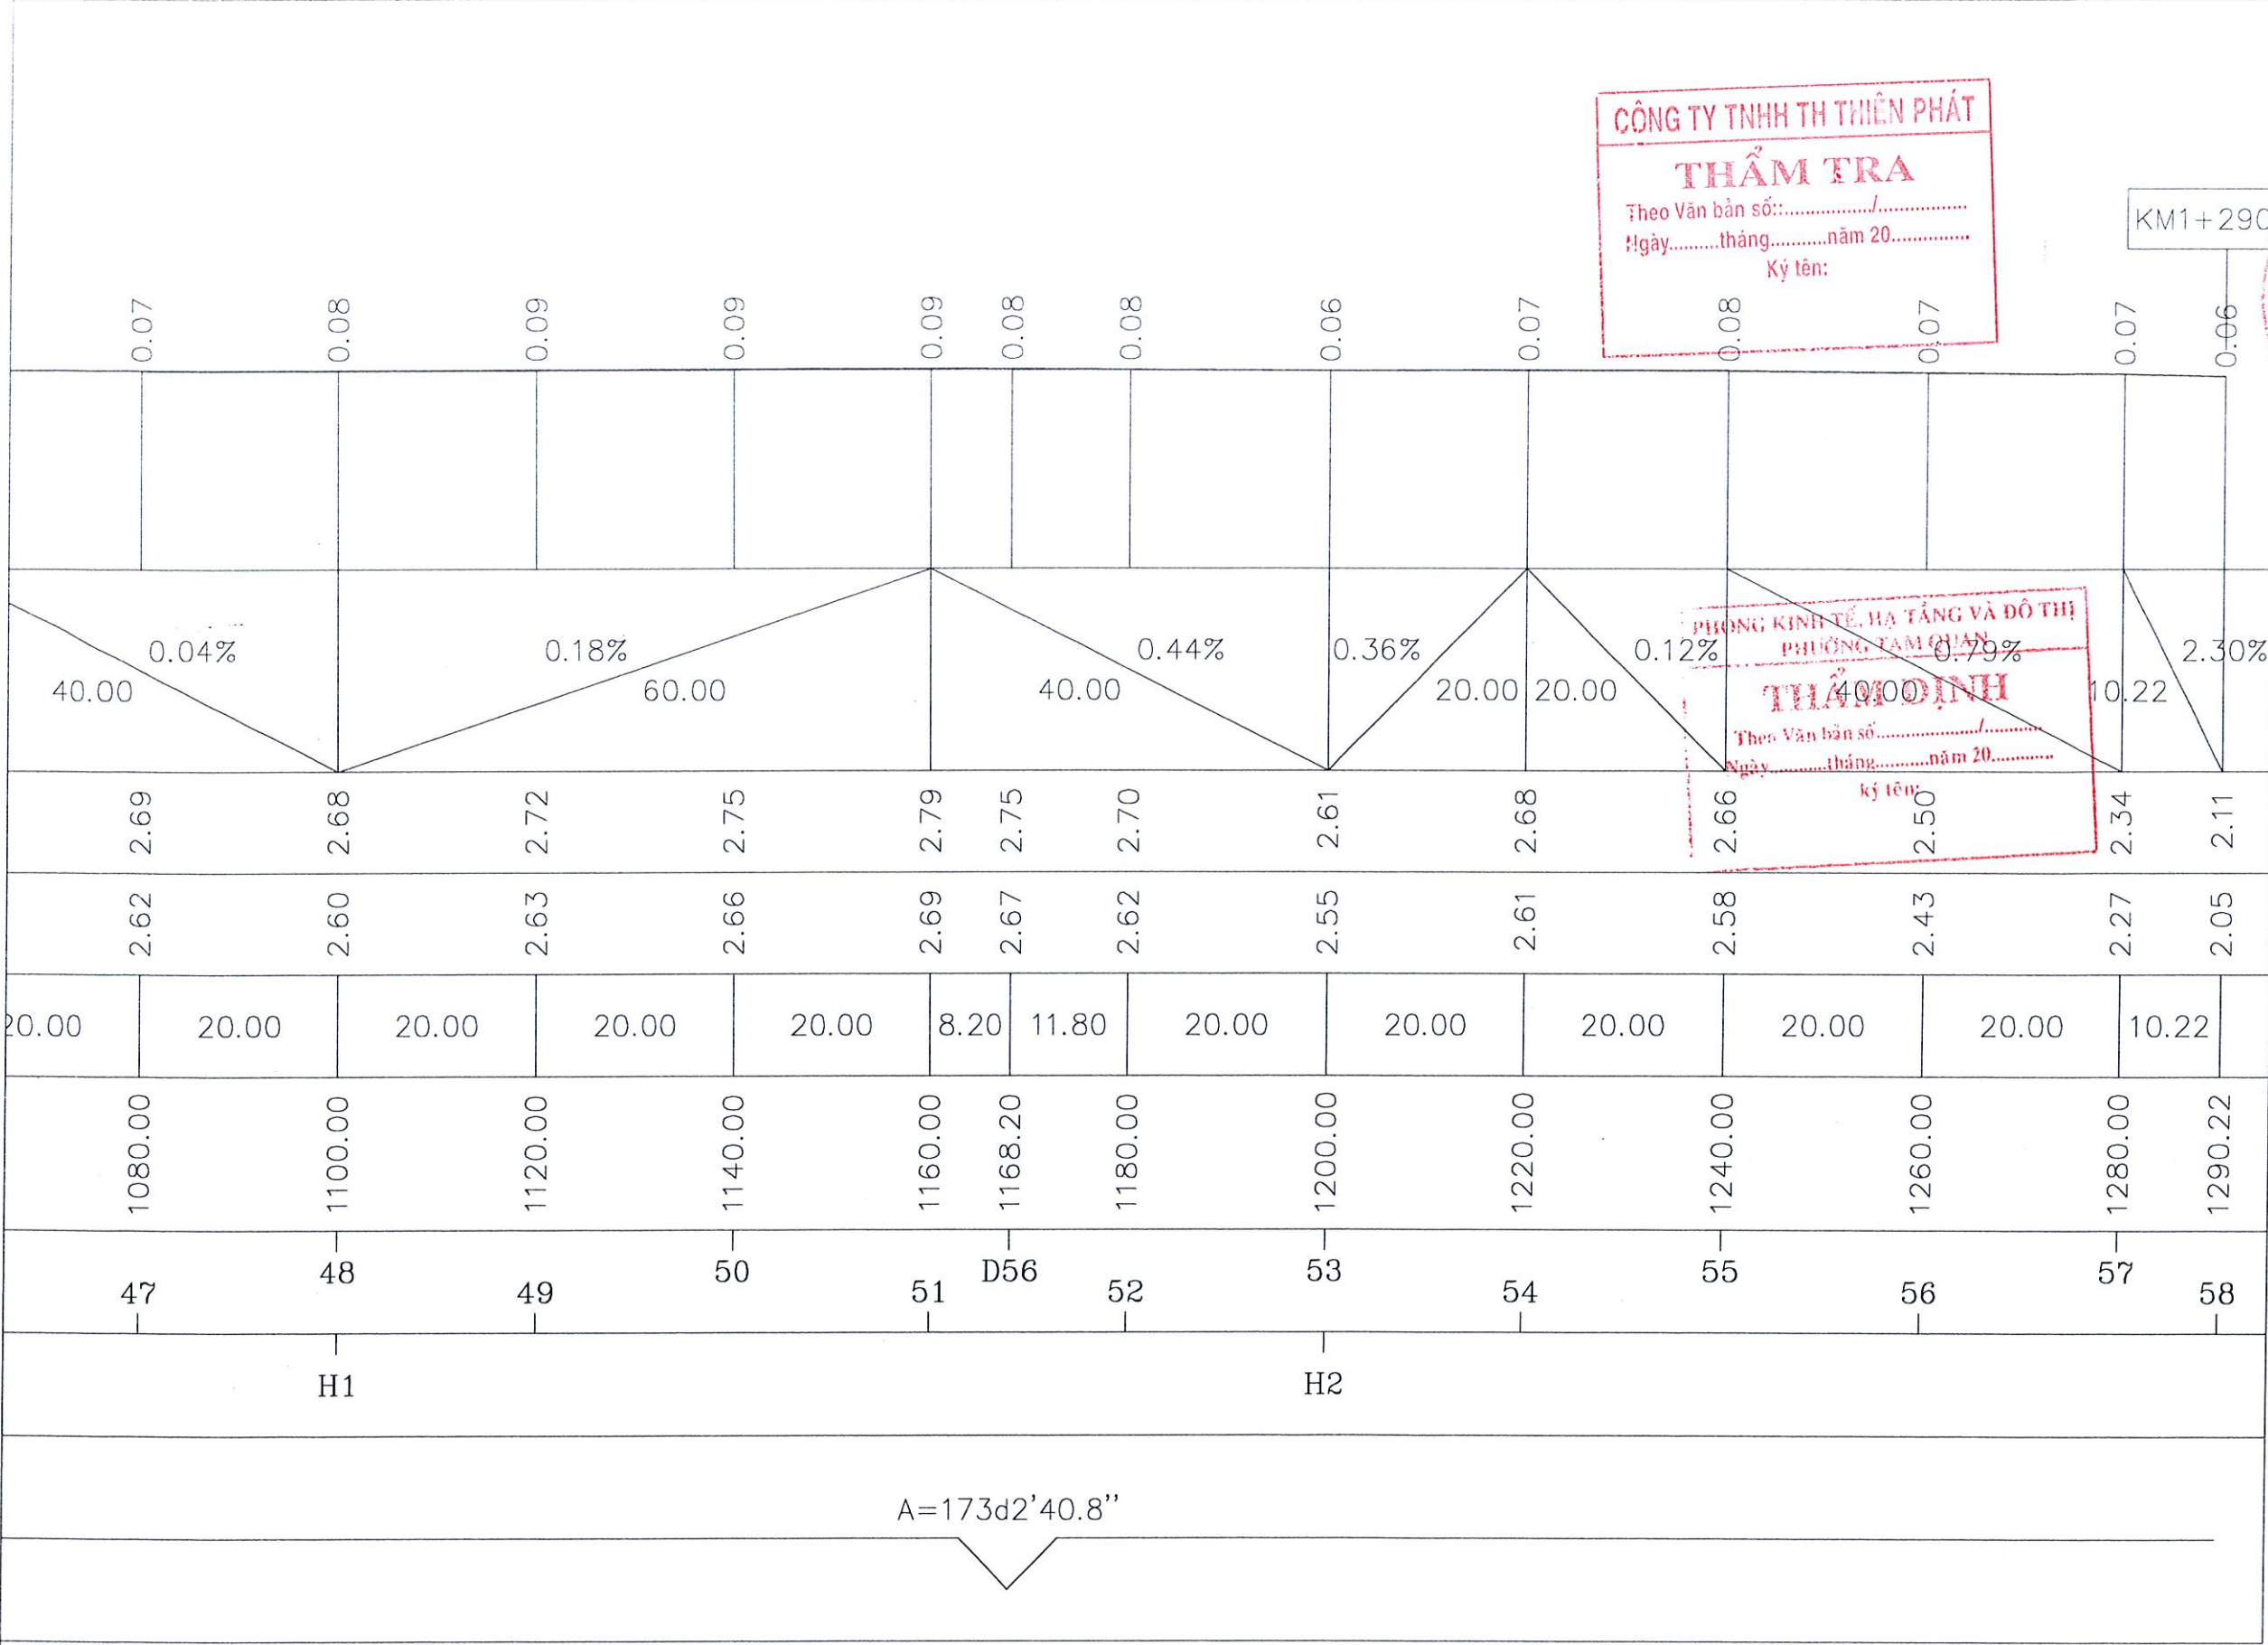 CÔNG TY TNHH TH THIÊN PHÁT
THẨM TRA
Theo Văn bản số::................./..................
Ngày..........tháng...........năm 20...............
Ký tên:
KM1+290
0.07 0.08 0.09 0.09 0.09 0.08 0.08 0.06 0.07 0.08 0.07 0.07 0.06
PHÒNG KINH TẾ, HẠ TẦNG VÀ ĐÔ THỊ
PHƯỜNG TAM QUAN
0.04% 0.18% 0.44% 0.36% 0.12% 0.79% 2.30%
40.00 60.00 40.00 20.00 20.00 40.00 10.22
THẨM ĐỊNH
Theo Văn bản số...................../............
Ngày...........tháng..........năm 20............
ký tên:
2.69 2.68 2.72 2.75 2.79 2.75 2.70 2.61 2.68 2.66 2.50 2.34 2.11
2.62 2.60 2.63 2.66 2.69 2.67 2.62 2.55 2.61 2.58 2.43 2.27 2.05
20.00 20.00 20.00 20.00 20.00 8.20 11.80 20.00 20.00 20.00 20.00 20.00 10.22
1080.00 1100.00 1120.00 1140.00 1160.00 1168.20 1180.00 1200.00 1220.00 1240.00 1260.00 1280.00 1290.22
47 48 49 50 51 D56 52 53 54 55 56 57 58
H1 H2
A=173d2'40.8''